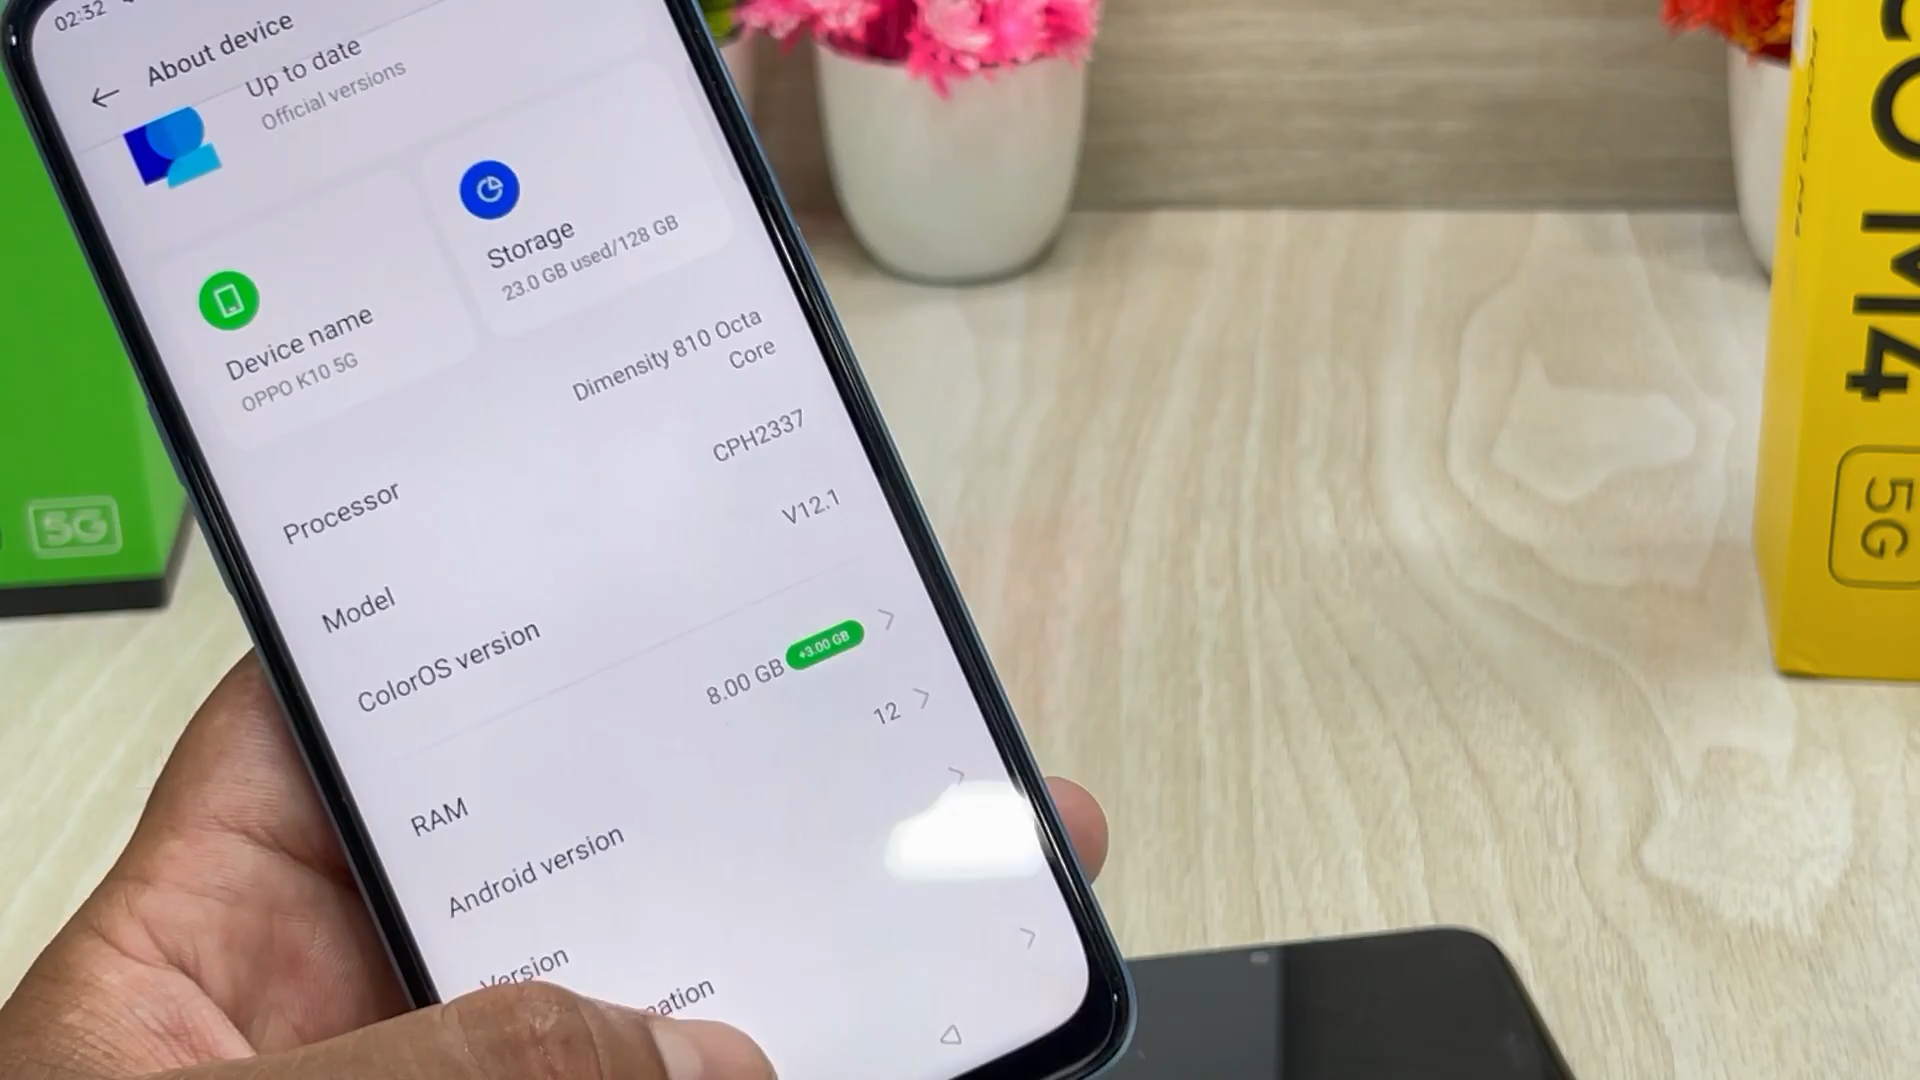 02:32
About device
Up to date
Official versions
Storage
23.0 GB used/128 GB
Device name
OPPO K10 5G
Processor
Dimensity 810 Octa
Core
Model
CPH2337
ColorOS version
V12.1
RAM
8.00 GB
+3.00 GB
Android version
12
Version
5G
CO M4
5G